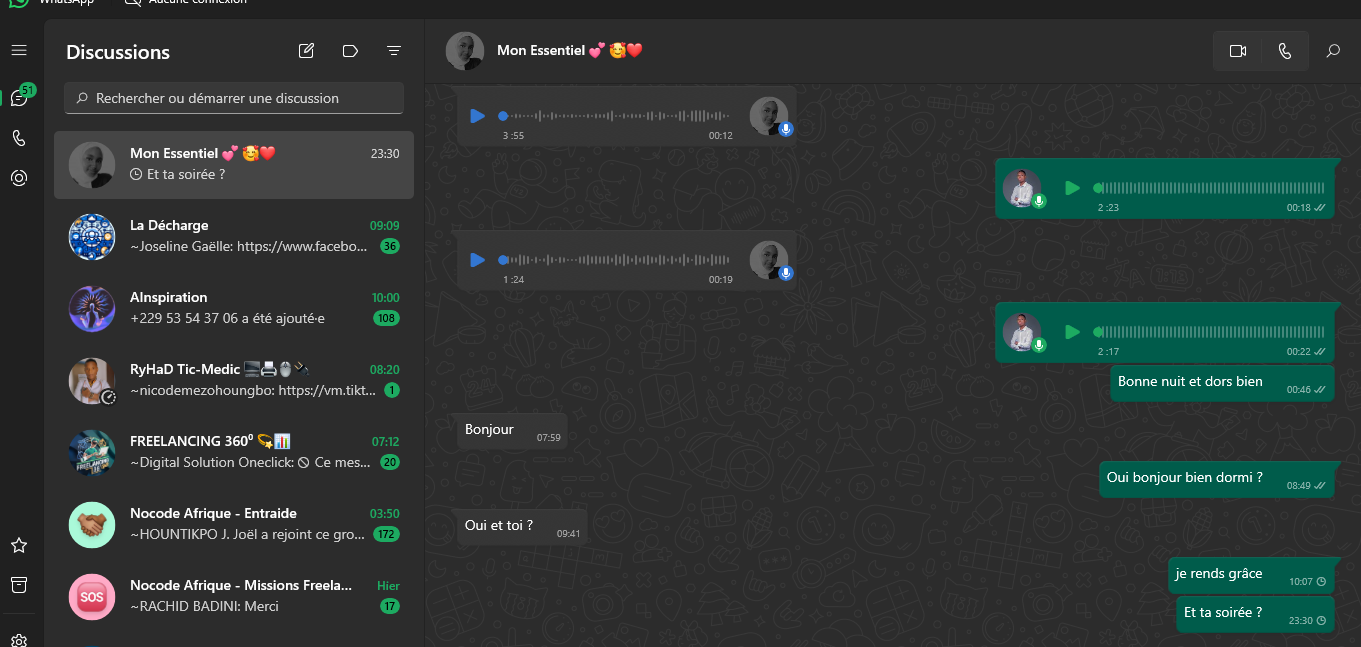 WhatsApp
Aucune connexion
Discussions
51
Rechercher ou démarrer une discussion
Mon Essentiel 💕 🥰❤️
23:30
Et ta soirée ?
La Décharge
09:09
~Joseline Gaëlle: https://www.facebo...
36
AInspiration
10:00
+229 53 54 37 06 a été ajouté·e
108
RyHaD Tic-Medic 💻🖨️🖱️🔌
08:20
~nicodemezohoungbo: https://vm.tikt...
1
FREELANCING 360⁰ 💫📊
07:12
~Digital Solution Oneclick: 🚫 Ce mes...
20
Nocode Afrique - Entraide
03:50
~HOUNTIKPO J. Joël a rejoint ce gro...
172
SOS
Nocode Afrique - Missions Freela...
Hier
~RACHID BADINI: Merci
17
Mon Essentiel 💕 🥰❤️
3 :55
00:12
2 :23
00:18
1 :24
00:19
2 :17
00:22
Bonne nuit et dors bien
00:46
Bonjour
07:59
Oui bonjour bien dormi ?
08:49
Oui et toi ?
09:41
je rends grâce
10:07
Et ta soirée ?
23:30